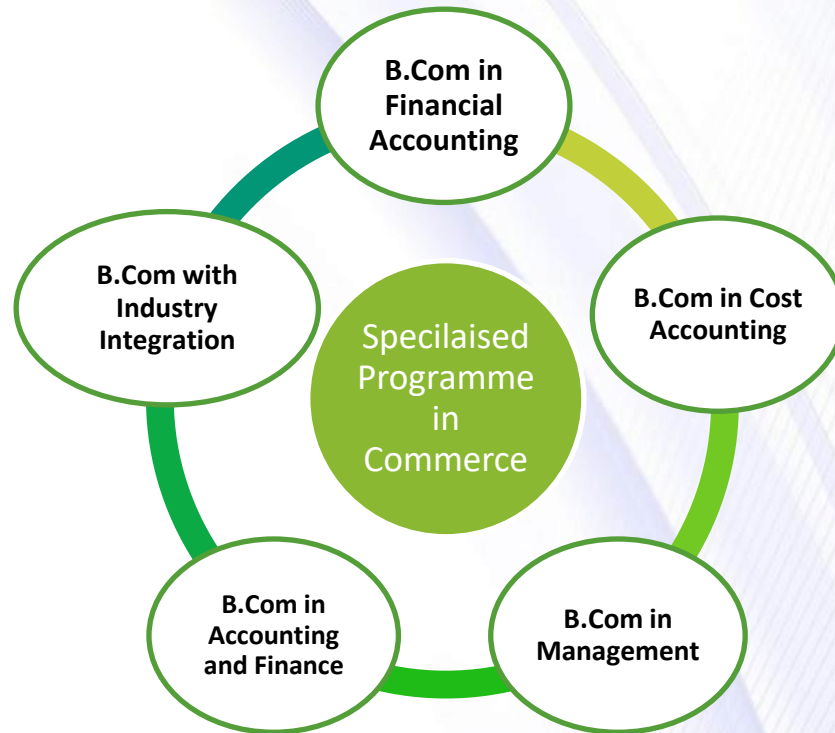 B.Com in
Financial
Accounting
B.Com in Cost
Accounting
B.Com in
Management
B.Com in
Accounting
and Finance
B.Com with
Industry
Integration
Specilaised
Programme
in
Commerce